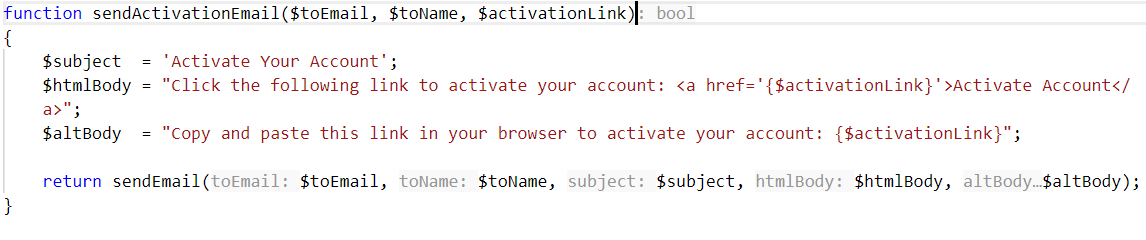 function sendActivationEmail($toEmail, $toName, $activationLink): bool
{
    $subject  = 'Activate Your Account';
    $htmlBody = "Click the following link to activate your account: <a href='{$activationLink}'>Activate Account</
    a>";
    $altBody  = "Copy and paste this link in your browser to activate your account: {$activationLink}";

    return sendEmail(toEmail: $toEmail, toName: $toName, subject: $subject, htmlBody: $htmlBody, altBody…$altBody);
}